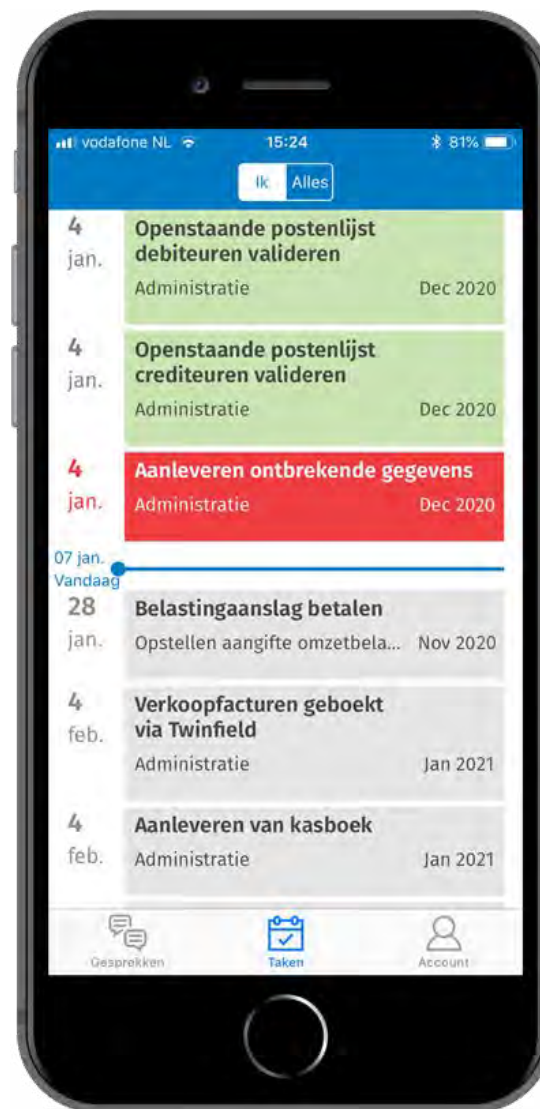 vodafone NL 15:24 81%
Ik Alles
4 jan. Openstaande postenlijst
debiteuren valideren
Administratie Dec 2020
4 jan. Openstaande postenlijst
crediteuren valideren
Administratie Dec 2020
4 jan. Aanleveren ontbrekende gegevens
Administratie Dec 2020
07 jan.
Vandaag
28 jan. Belastingaanslag betalen
Opstellen aangifte omzetbela... Nov 2020
4 feb. Verkoopfacturen geboekt
via Twinfield
Administratie Jan 2021
4 feb. Aanleveren van kasboek
Administratie Jan 2021
Gesprekken Taken Account